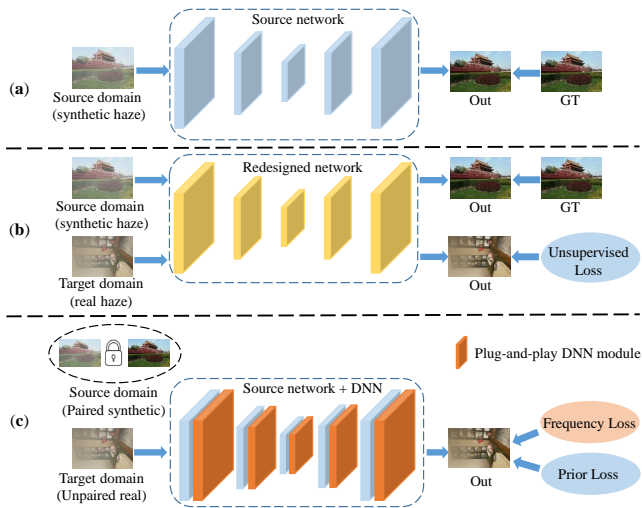 Source network
(a)
Source domain
(synthetic haze)
Out
GT
Redesigned network
Source domain
(synthetic haze)
Out
GT
(b)
Target domain
(real haze)
Out
Unsupervised
Loss
Source domain
(Paired synthetic)
Plug-and-play DNN module
Source network + DNN
(c)
Target domain
(Unpaired real)
Out
Frequency Loss
Prior Loss